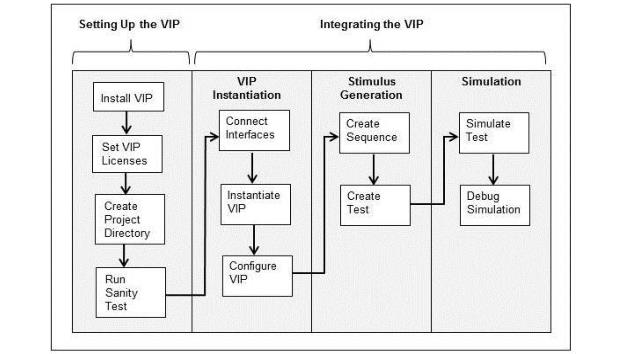 Setting Up the VIP
Integrating the VIP
Install VIP
Set VIP
Licenses
Create
Project
Directory
Run
Sanity
Test
VIP
Instantiation
Connect
Interfaces
Instantiate
VIP
Configure
VIP
Stimulus
Generation
Create
Sequence
Create
Test
Simulation
Simulate
Test
Debug
Simulation